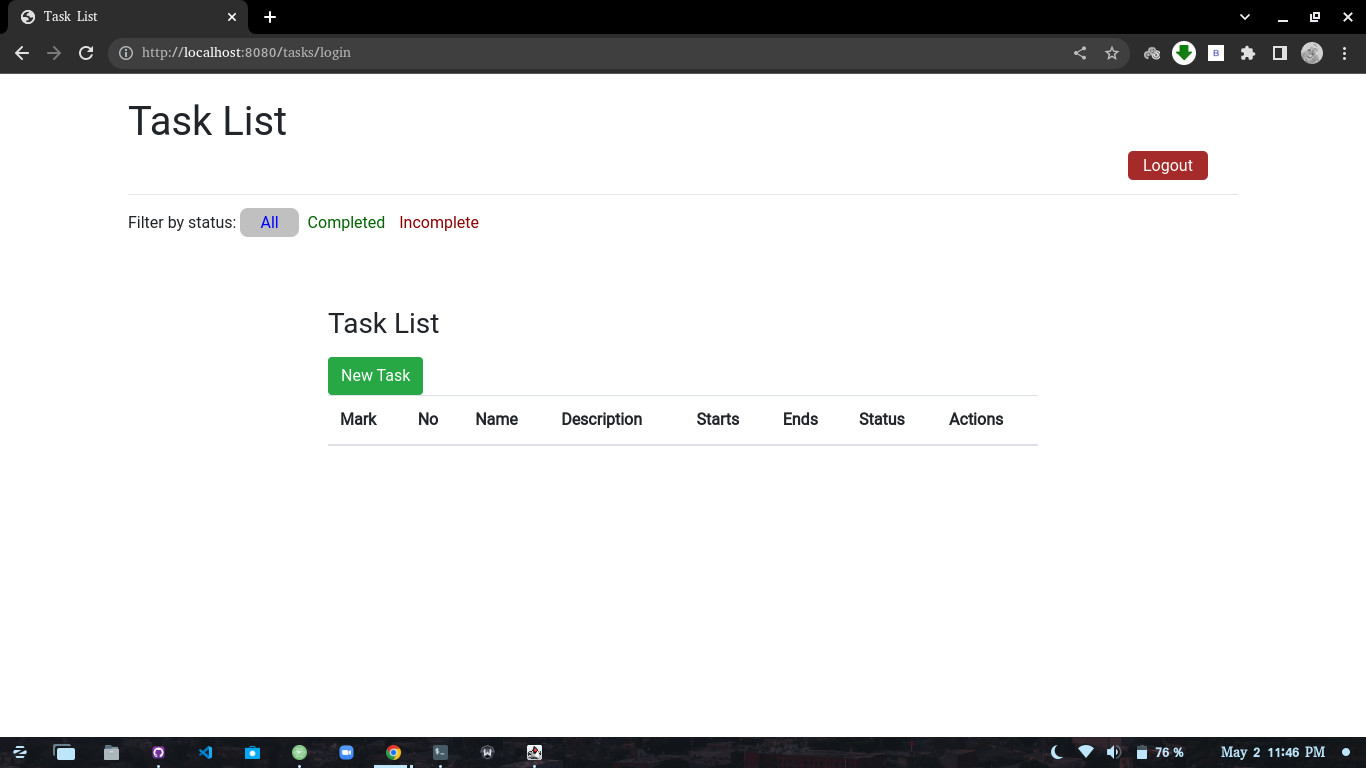 Task List
http://localhost:8080/tasks/login
B
Task List
Logout
Filter by status: All Completed Incomplete
Task List
New Task
Mark No Name Description Starts Ends Status Actions
76 % May 2 11:46 PM